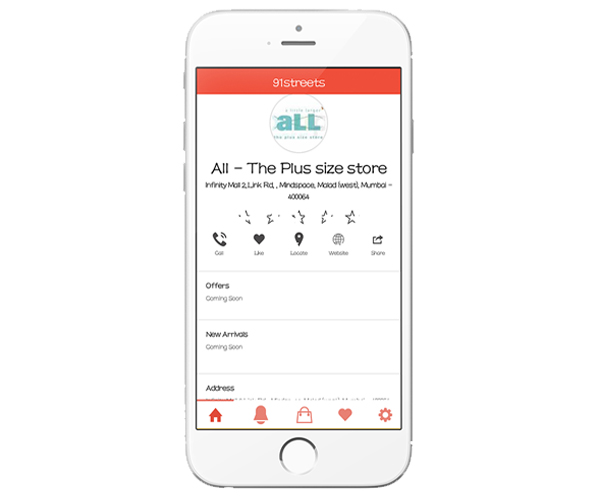 91streets
a little larger
aLL
the plus size store
All - The Plus size store
Infinity Mall 2,Link Rd, , Mindspace, Malad (west), Mumbai -
400064
Call Like Locate Website Share
Offers
Coming Soon
New Arrivals
Coming Soon
Address